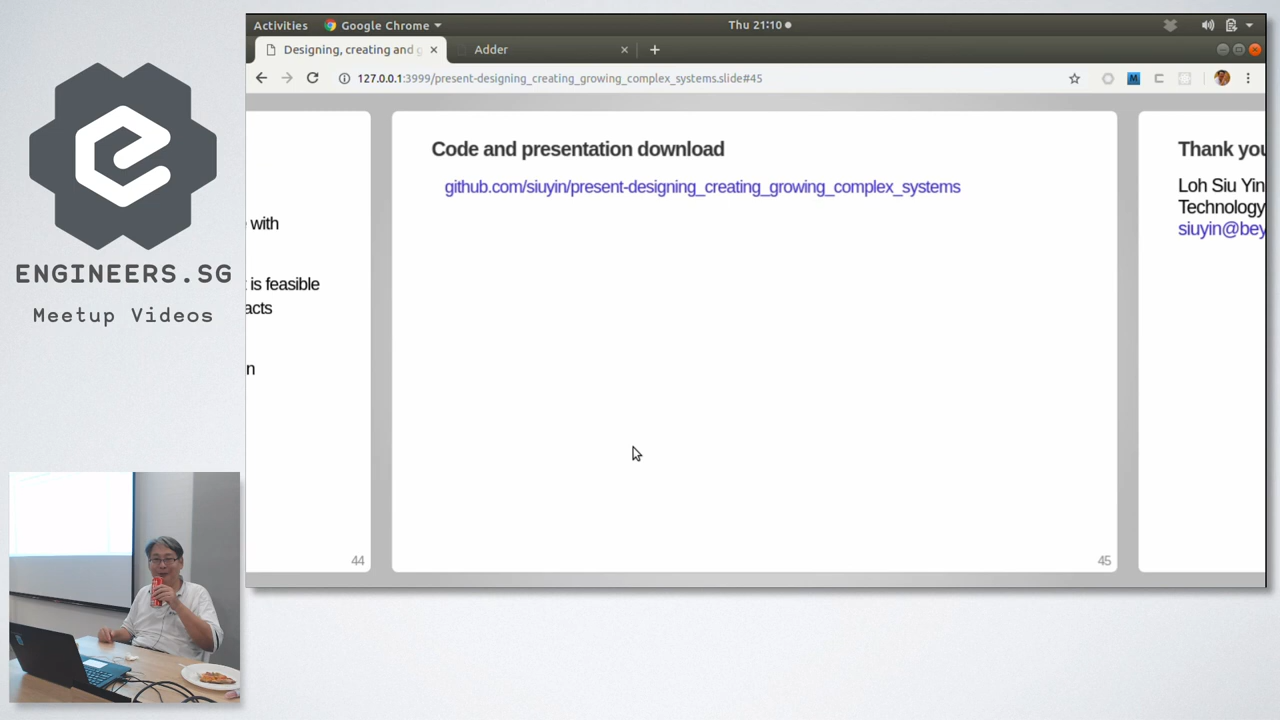 ENGINEERS.SG
Meetup Videos
Activities
Google Chrome
Thu 21:10
Designing, creating and g
Adder
127.0.0.1:3999/present-designing_creating_growing_complex_systems.slide#45
with
is feasible
acts
n
44
Code and presentation download
github.com/siuyin/present-designing_creating_growing_complex_systems
45
Thank you
Loh Siu Yin
Technology
siuyin@bey